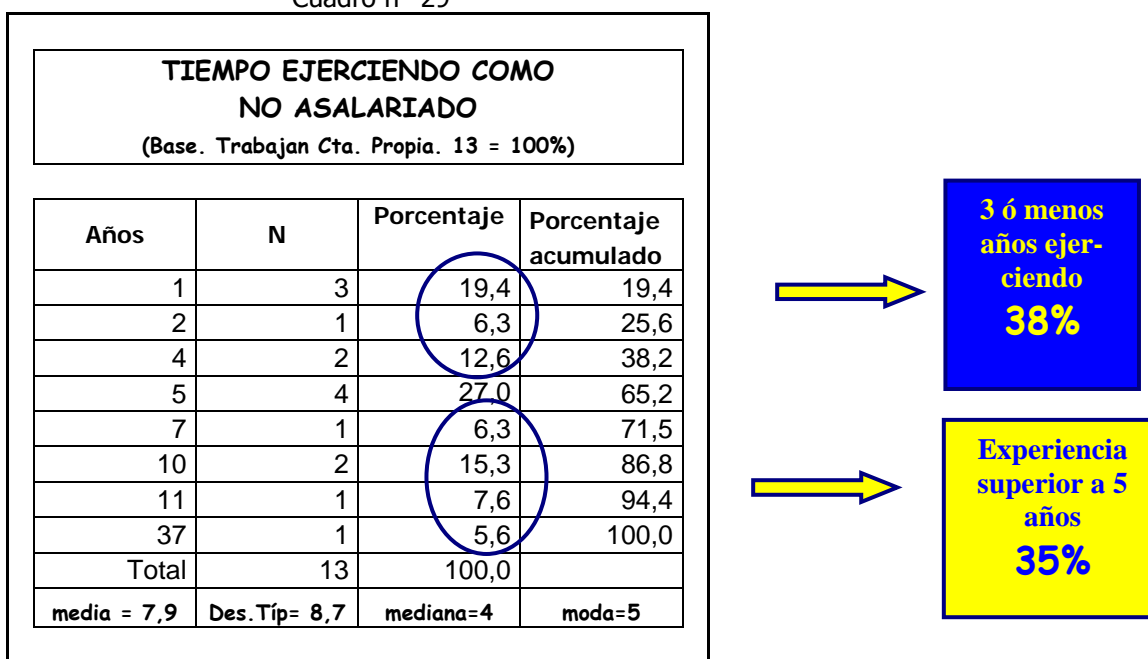 Cuadro nº 29
TIEMPO EJERCIENDO COMO
NO ASALARIADO
(Base. Trabajan Cta. Propia. 13 = 100%)
Años N Porcentaje Porcentaje acumulado
1 3 19,4 19,4
2 1 6,3 25,6
4 2 12,6 38,2
5 4 27,0 65,2
7 1 6,3 71,5
10 2 15,3 86,8
11 1 7,6 94,4
37 1 5,6 100,0
Total 13 100,0
media = 7,9 Des.Típ= 8,7 mediana=4 moda=5
3 ó menos
años ejer-
ciendo
38%
Experiencia
superior a 5
años
35%